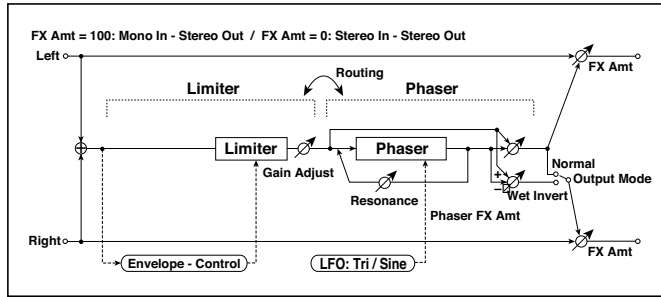 FX Amt = 100: Mono In - Stereo Out / FX Amt = 0: Stereo In - Stereo Out
Left
FX Amt
Routing
Limiter
Phaser
Limiter
Phaser
Gain Adjust
Resonance
+
−
Wet Invert
Normal
Output Mode
Phaser FX Amt
Right
FX Amt
Envelope - Control
LFO: Tri / Sine